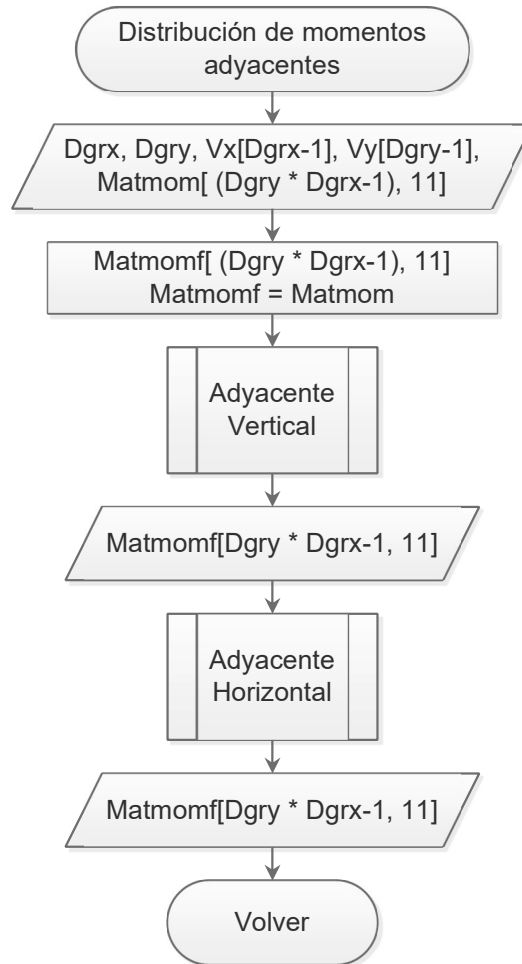 Distribución de momentos
adyacentes
Dgrx, Dgry, Vx[Dgrx-1], Vy[Dgry-1],
Matmom[ (Dgry * Dgrx-1), 11]
Matmomf[ (Dgry * Dgrx-1), 11]
Matmomf = Matmom
Adyacente
Vertical
Matmomf[Dgry * Dgrx-1, 11]
Adyacente
Horizontal
Matmomf[Dgry * Dgrx-1, 11]
Volver